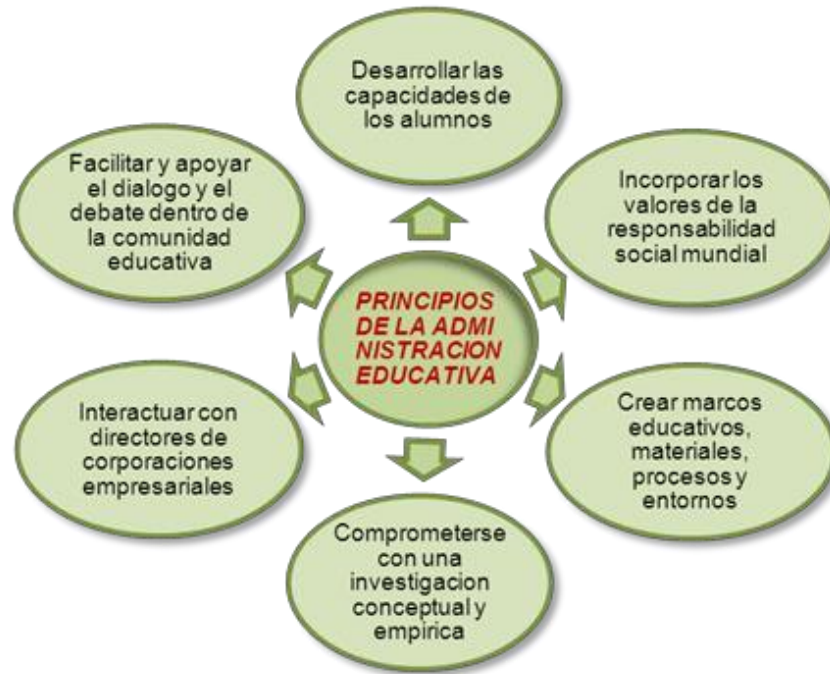 Desarrollar las
capacidades de
los alumnos
Facilitar y apoyar
el dialogo y el
debate dentro de
la comunidad
educativa
Incorporar los
valores de la
responsabilidad
social mundial
PRINCIPIOS
DE LA ADMI
NISTRACION
EDUCATIVA
Interactuar con
directores de
corporaciones
empresariales
Crear marcos
educativos,
materiales,
procesos y
entornos
Comprometerse
con una
investigacion
conceptual y
empirica